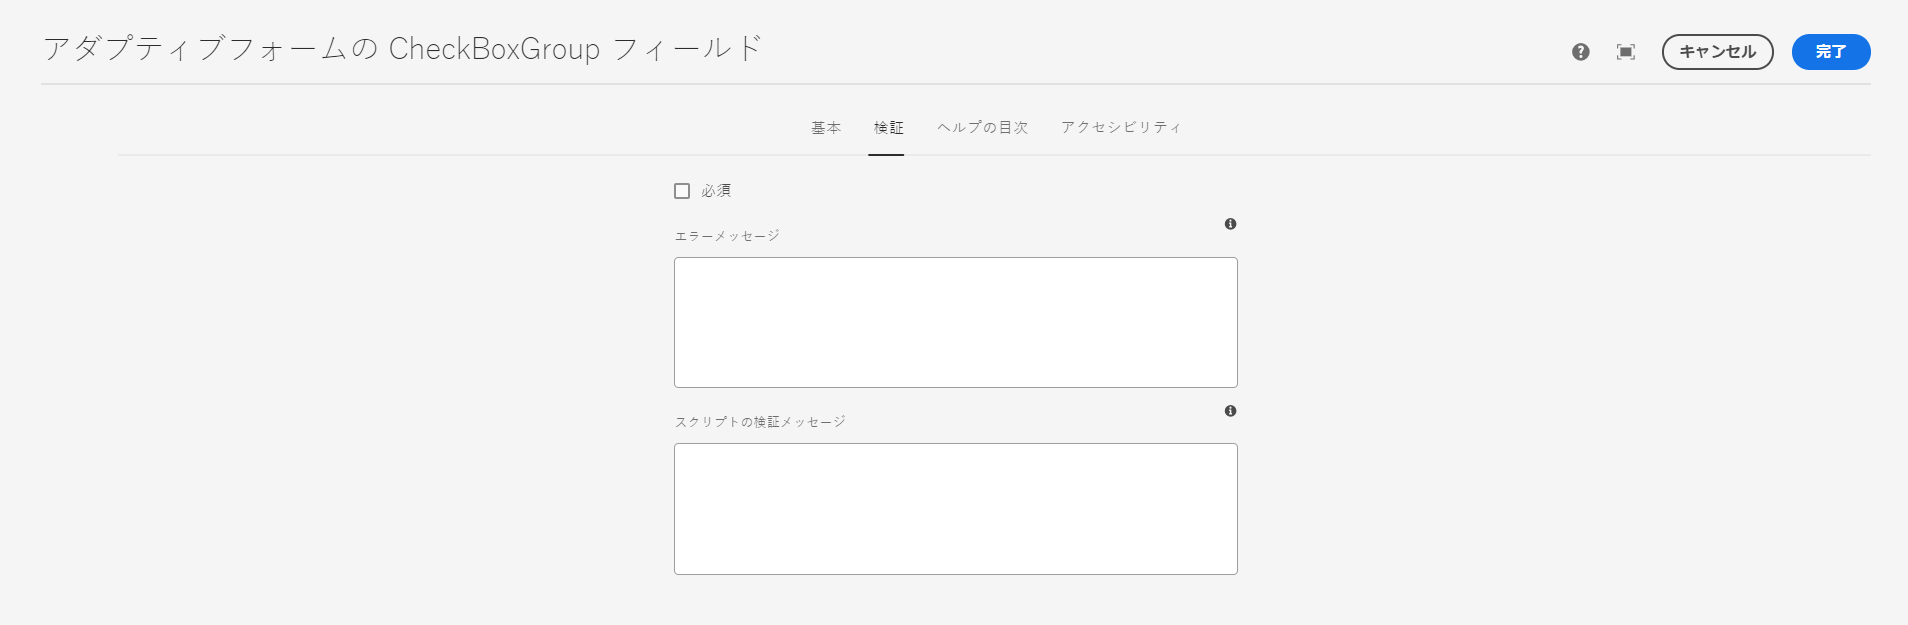 アダプティブフォームの CheckBoxGroup フィールド
キャンセル
完了
基本
検証
ヘルプの目次
アクセシビリティ
必須
エラーメッセージ
スクリプトの検証メッセージ